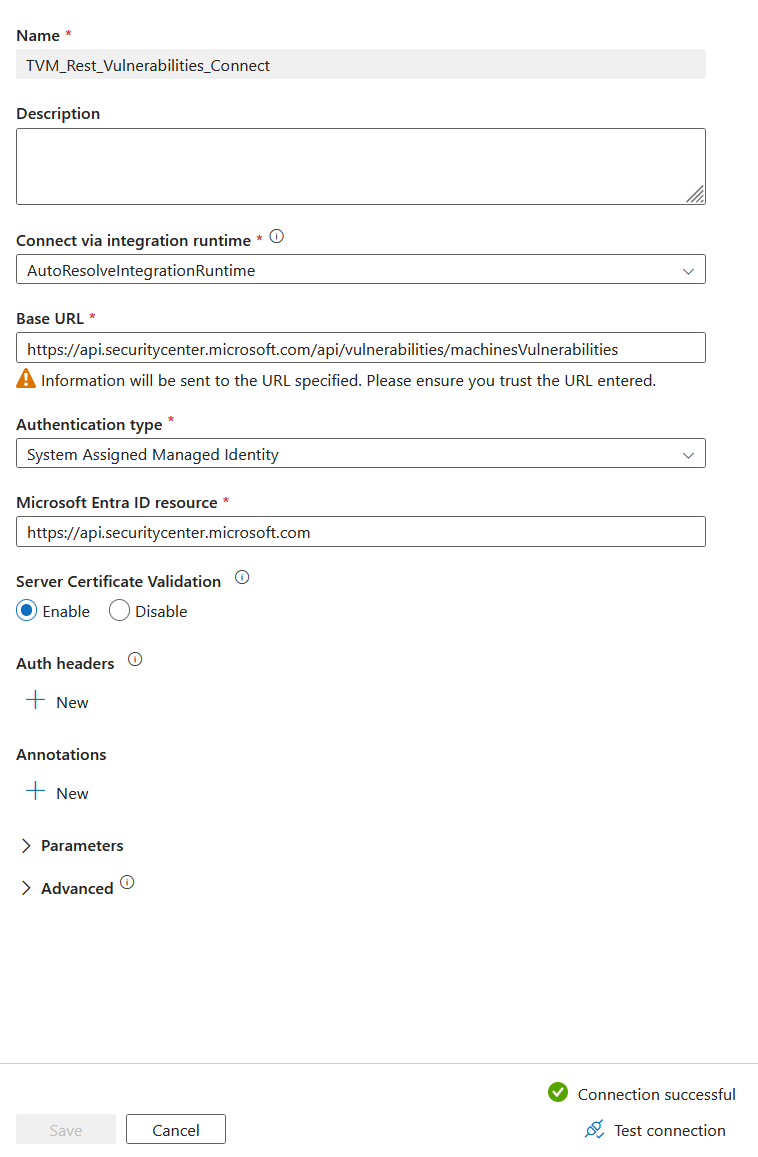 Name *
TVM_Rest_Vulnerabilities_Connect
Description
Connect via integration runtime *
AutoResolveIntegrationRuntime
Base URL *
https://api.securitycenter.microsoft.com/api/vulnerabilities/machinesVulnerabilities
Information will be sent to the URL specified. Please ensure you trust the URL entered.
Authentication type *
System Assigned Managed Identity
Microsoft Entra ID resource *
https://api.securitycenter.microsoft.com
Server Certificate Validation
Enable Disable
Auth headers
New
Annotations
New
Parameters
Advanced
Connection successful
Save Cancel Test connection